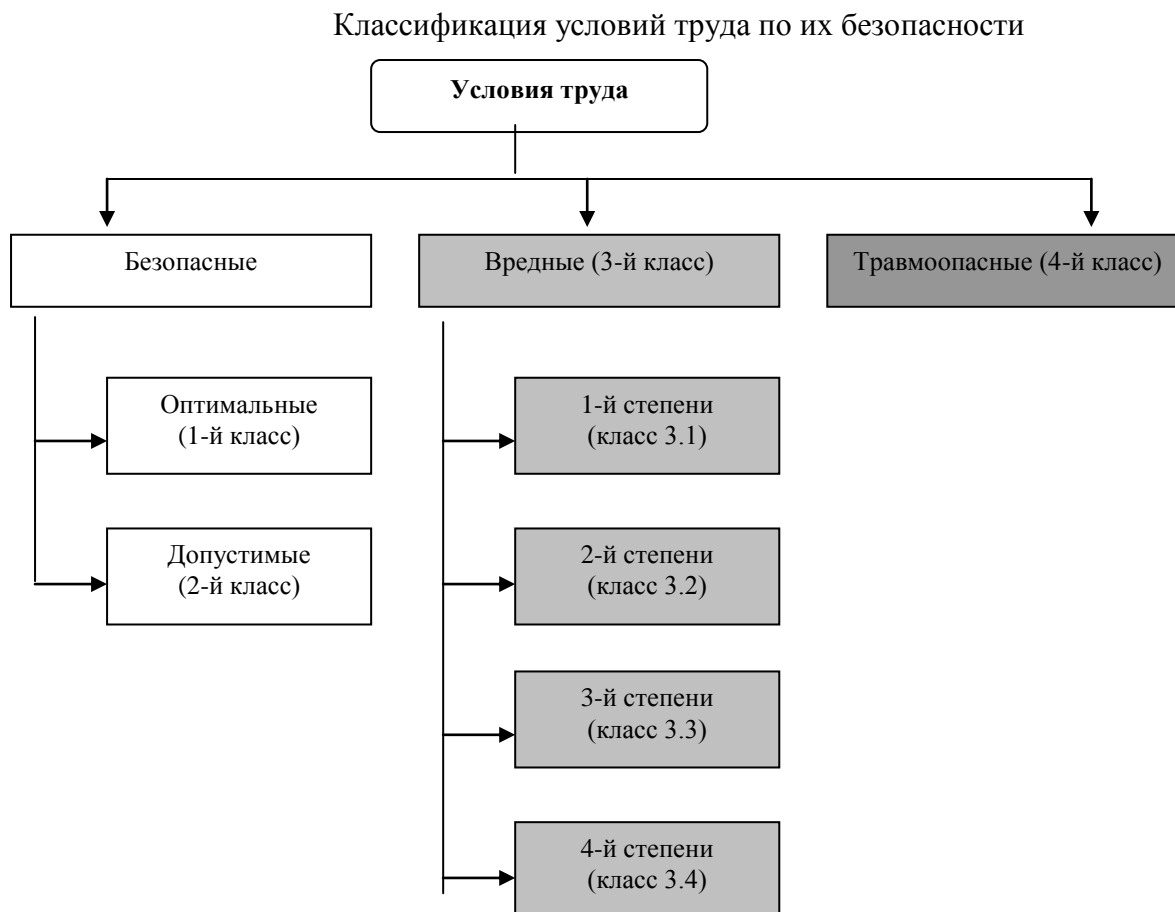 Классификация условий труда по их безопасности
Условия труда
Безопасные
Вредные (3-й класс)
Травмоопасные (4-й класс)
Оптимальные
(1-й класс)
1-й степени
(класс 3.1)
Допустимые
(2-й класс)
2-й степени
(класс 3.2)
3-й степени
(класс 3.3)
4-й степени
(класс 3.4)